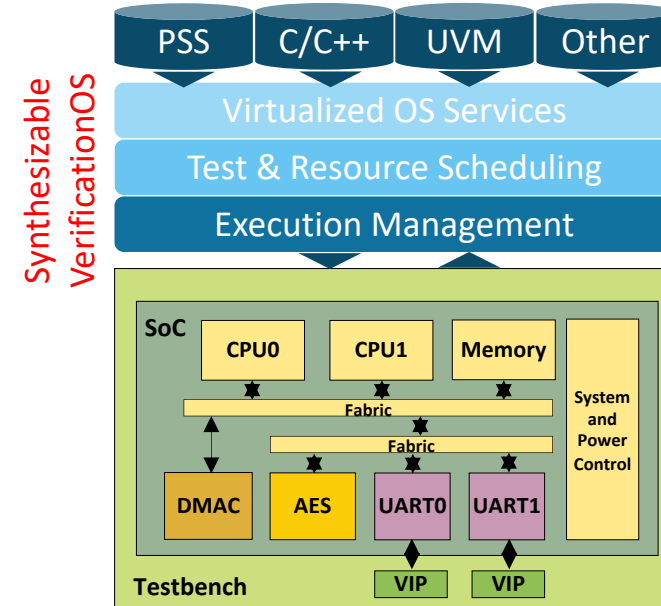 PSS C/C++ UVM Other
Synthesizable
VerificationOS
Virtualized OS Services
Test & Resource Scheduling
Execution Management
SoC
CPU0 CPU1 Memory
System
and
Power
Control
Fabric
Fabric
DMAC AES UART0 UART1
VIP VIP
Testbench